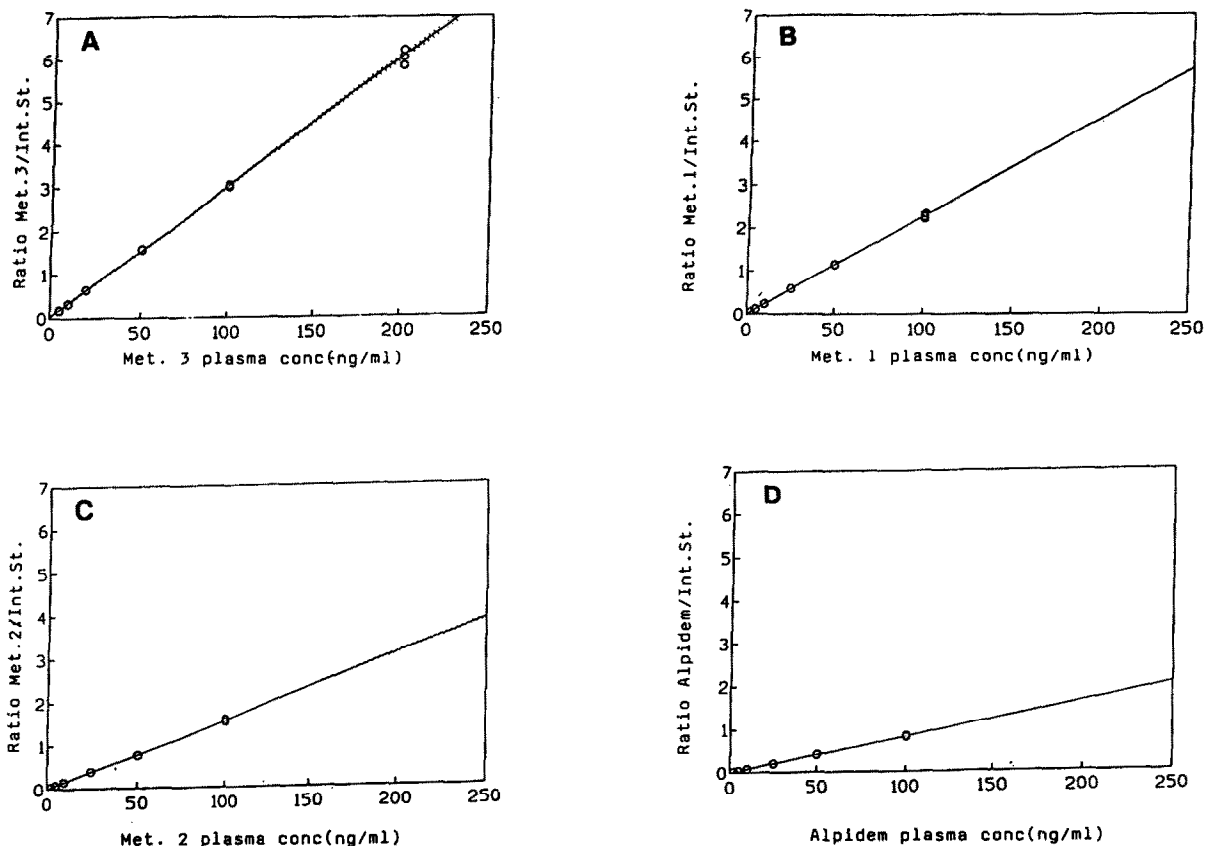 A
Ratio Met.3/Int.St.
7
6
5
4
3
2
1
0
0 50 100 150 200 250
Met. 3 plasma conc(ng/ml)
B
Ratio Met.1/Int.St.
7
6
5
4
3
2
1
0
0 50 100 150 200 250
Met. 1 plasma conc(ng/ml)
C
Ratio Met.2/Int.St.
7
6
5
4
3
2
1
0
0 50 100 150 200 250
Met. 2 plasma conc(ng/ml)
D
Ratio Alpidem/Int.St.
7
6
5
4
3
2
1
0
0 50 100 150 200 250
Alpidem plasma conc(ng/ml)